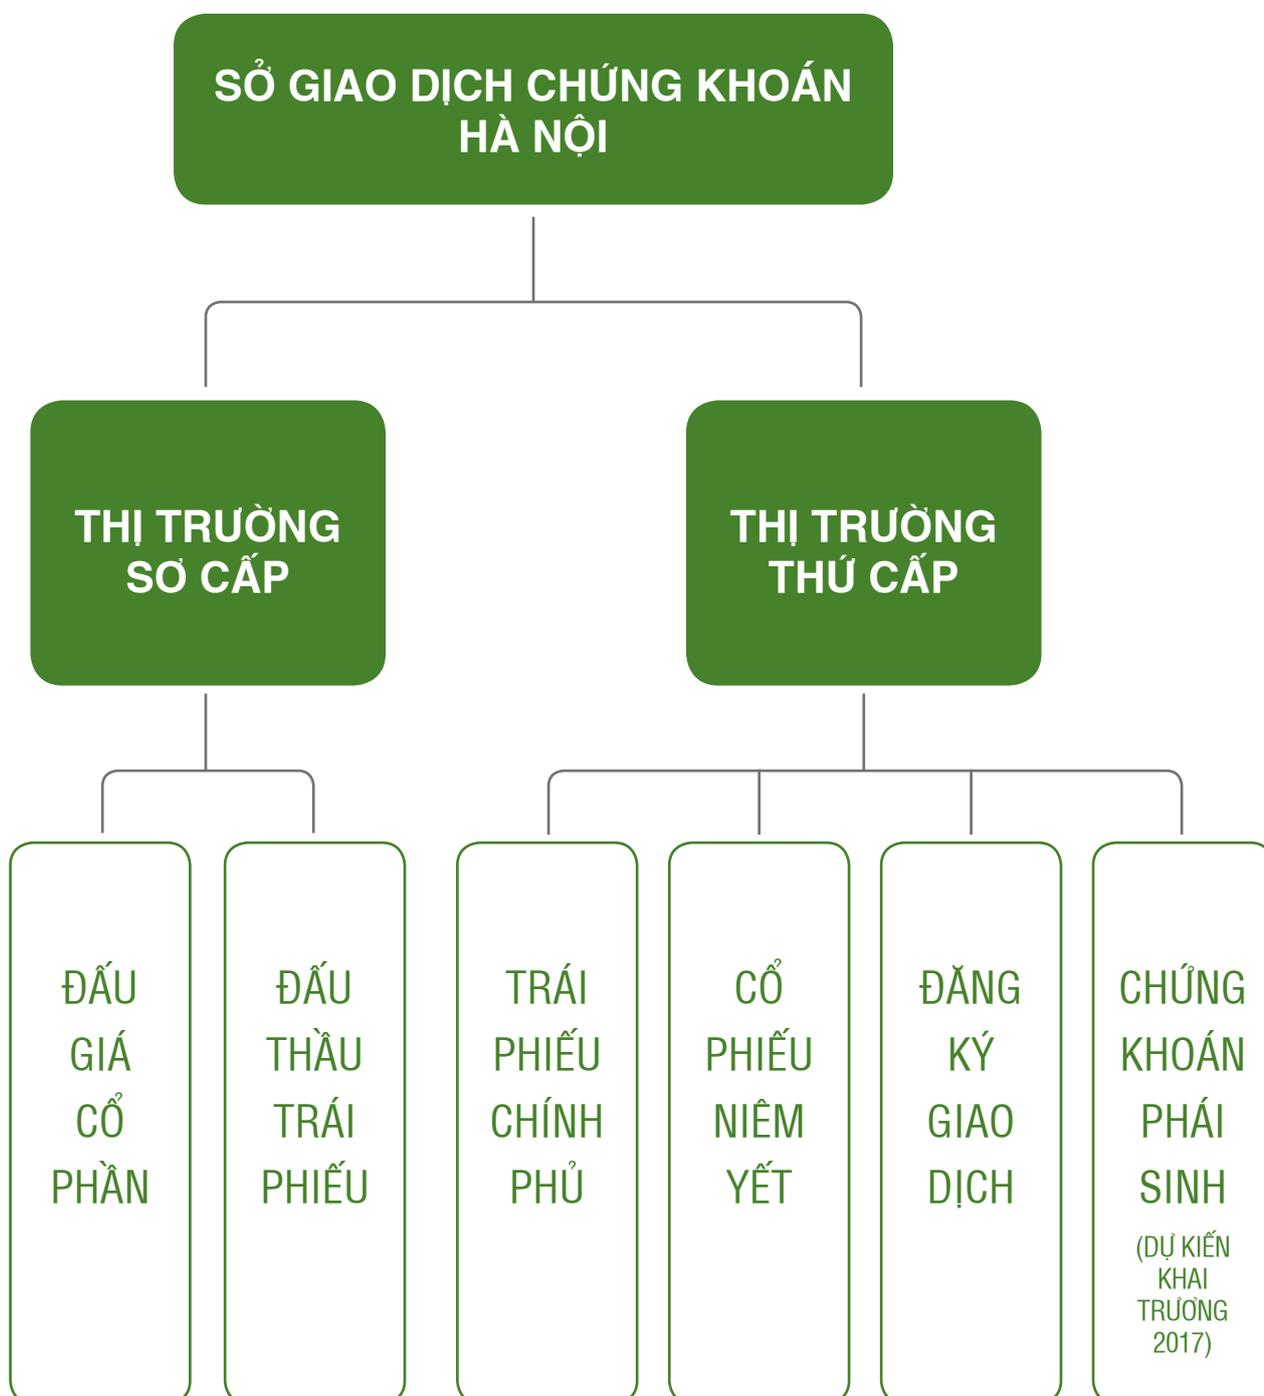 SỞ GIAO DỊCH CHỨNG KHOÁN
HÀ NỘI
THỊ TRƯỜNG
SƠ CẤP
THỊ TRƯỜNG
THỨ CẤP
ĐẤU
GIÁ
CỔ
PHẦN
ĐẤU
THẦU
TRÁI
PHIẾU
TRÁI
PHIẾU
CHÍNH
PHỦ
CỔ
PHIẾU
NIÊM
YẾT
ĐĂNG
KÝ
GIAO
DỊCH
CHỨNG
KHOÁN
PHÁI
SINH
(DỰ KIẾN
KHAI
TRƯƠNG
2017)